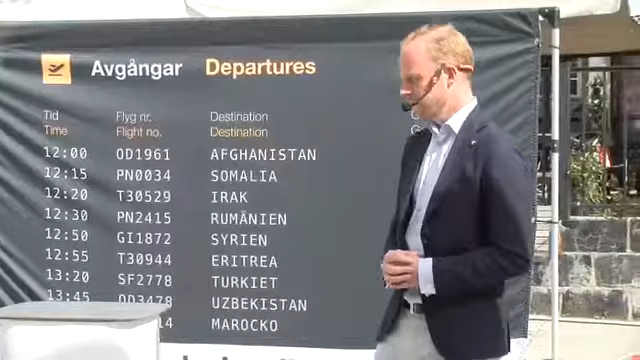 Avgångar Departures
Tid Flyg nr. Destination
Time Flight no. Destination
12:00 OD1961 AFGHANISTAN
12:15 PN0034 SOMALIA
12:20 T30529 IRAK
12:30 PN2415 RUMÄNIEN
12:50 GI1872 SYRIEN
12:55 T30944 ERITREA
13:20 SF2778 TURKIET
13:45 OD3478 UZBEKISTAN
4 MAROCKO